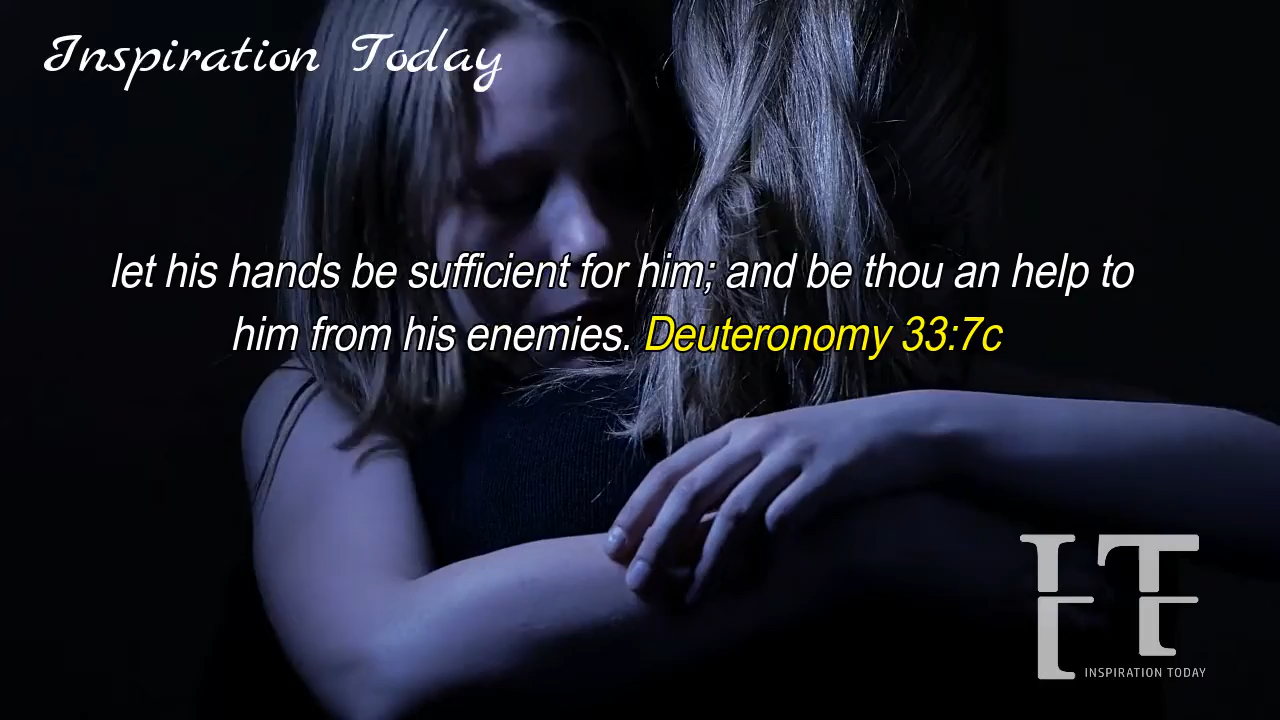 Inspiration Today
let his hands be sufficient for him; and be thou an help to
him from his enemies. Deuteronomy 33:7c
IT
INSPIRATION TODAY